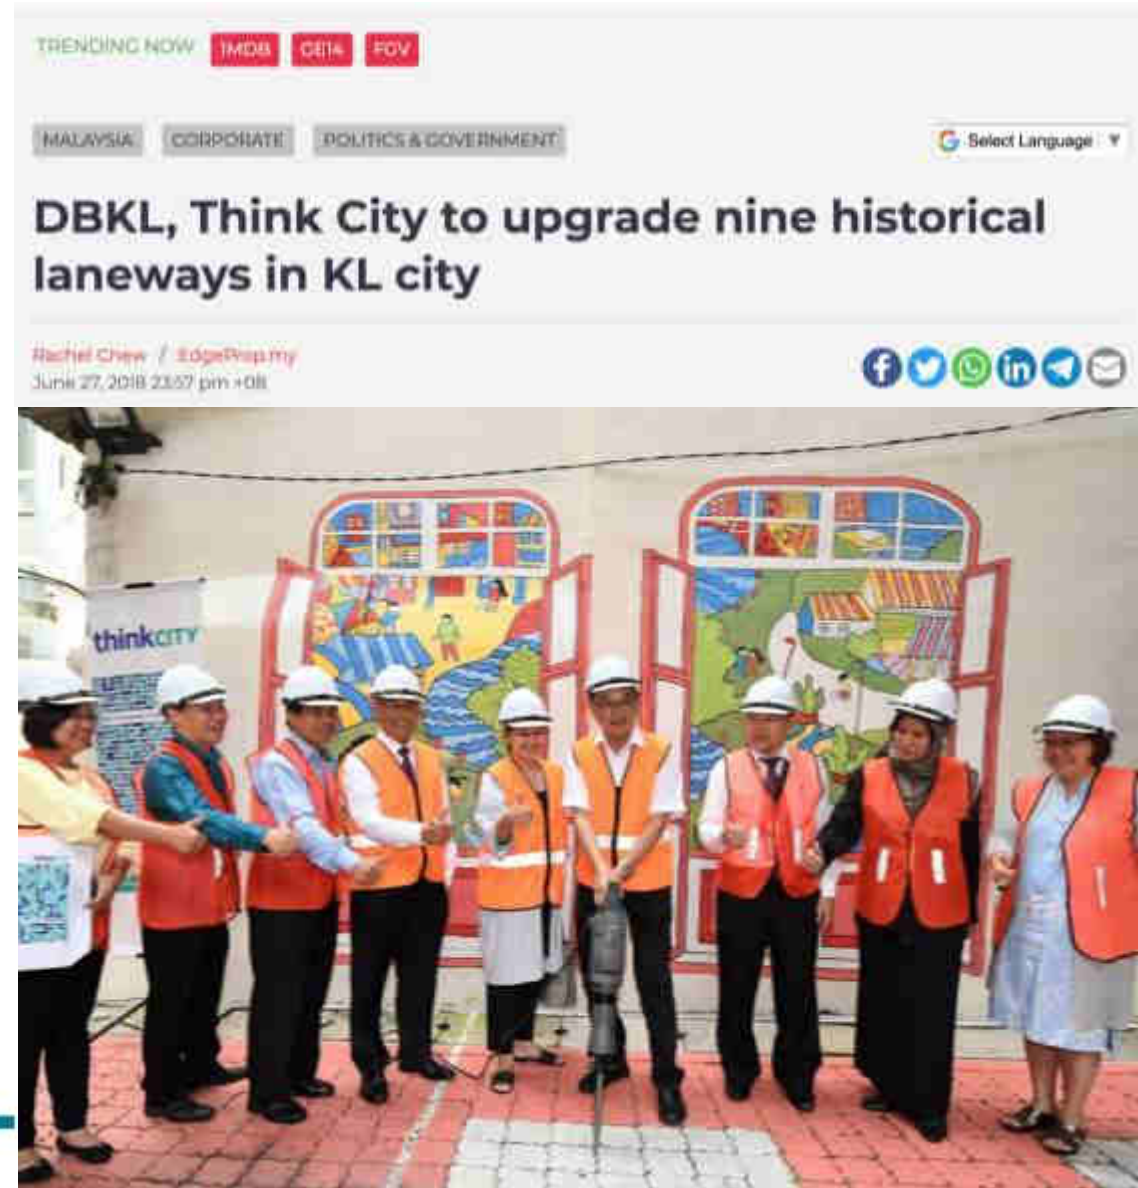 TRENDING NOW 1MDB GE14 FGV
MALAYSIA CORPORATE POLITICS & GOVERNMENT
Select Language
DBKL, Think City to upgrade nine historical
laneways in KL city
Rachel Chew / EdgeProp.my
June 27, 2018 23:57 pm +08
thinkCITY